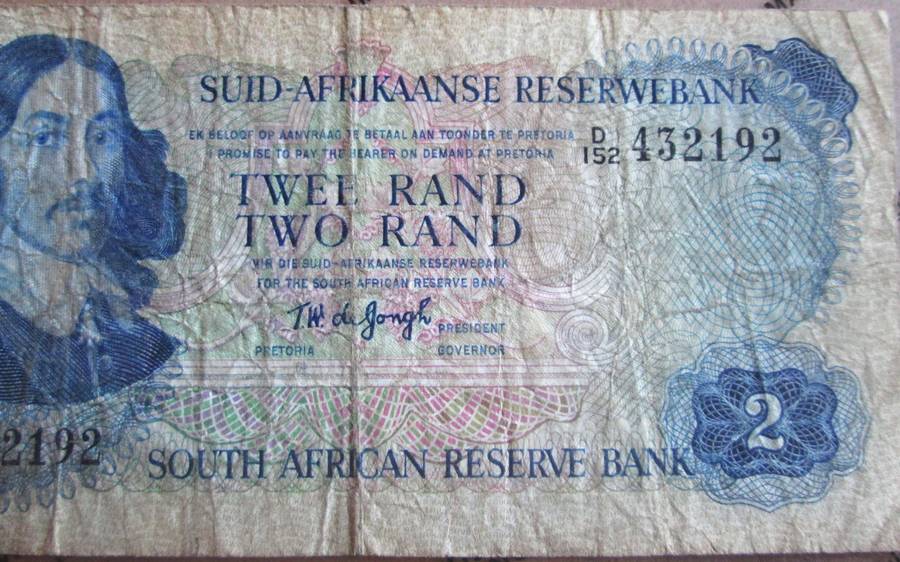 SUID-AFRIKAANSE RESERWEBANK
EK BELOOF OP AANVRAAG TE BETAAL AAN TOONDER TE PRETORIA
I PROMISE TO PAY THE BEARER ON DEMAND AT PRETORIA
D/152 432192
TWEE RAND
TWO RAND
VIR DIE SUID-AFRIKAANSE RESERWEBANK
FOR THE SOUTH AFRICAN RESERVE BANK
T.W. de Jongh
PRESIDENT
PRETORIA GOVERNOR
2
2192
SOUTH AFRICAN RESERVE BANK